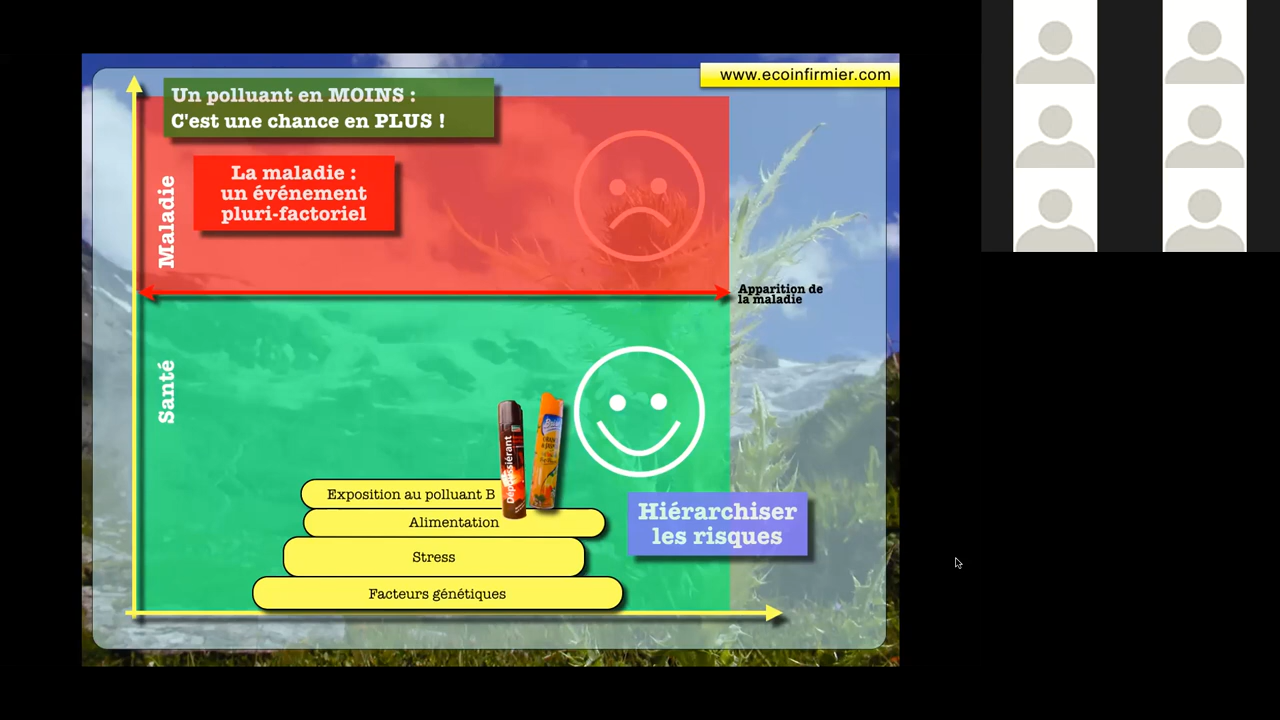 www.ecoinfirmier.com
Un polluant en MOINS :
C'est une chance en PLUS !
La maladie :
un événement
pluri-factoriel
Maladie
Apparition de
la maladie
Santé
Dépoussiérant
Exposition au polluant B
Alimentation
Stress
Facteurs génétiques
Hiérarchiser
les risques